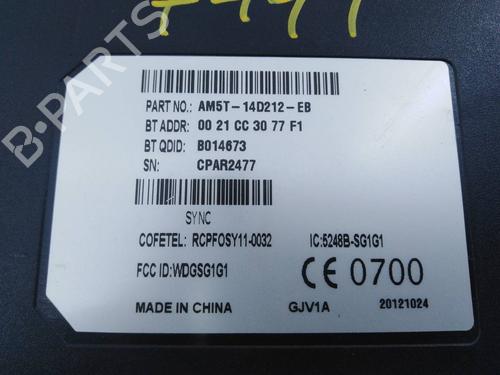 PART NO.: AM5T-14D212-EB
BT ADDR: 00 21 CC 30 77 F1
BT QDID: B014673
SN: CPAR2477
SYNC
COFETEL: RCPFOSY11-0032 IC:5248B-SG1G1
FCC ID:WDGSG1G1 CE 0700
MADE IN CHINA GJV1A 20121024
B-PARTS